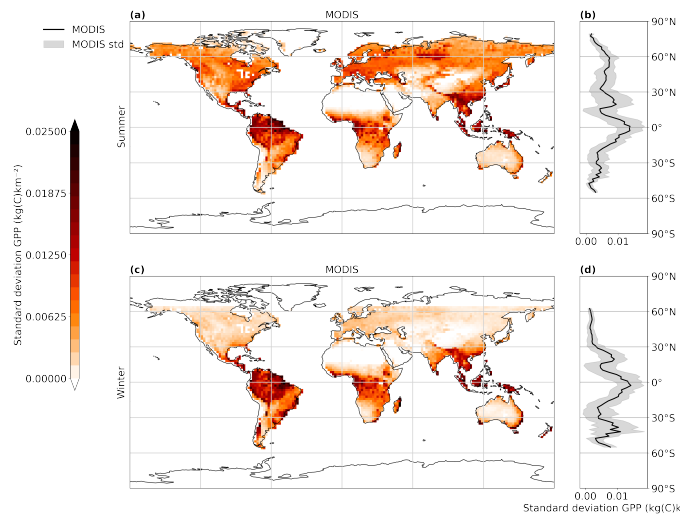 MODIS
MODIS std
(a)
MODIS
(b)
Summer
90°N
60°N
30°N
0°
30°S
60°S
90°S
0.00
0.01
0.02500
0.01875
0.01250
0.00625
0.00000
Standard deviation GPP (kg(C)km⁻²)
(c)
MODIS
(d)
Winter
90°N
60°N
30°N
0°
30°S
60°S
90°S
0.00
0.01
Standard deviation GPP (kg(C)k